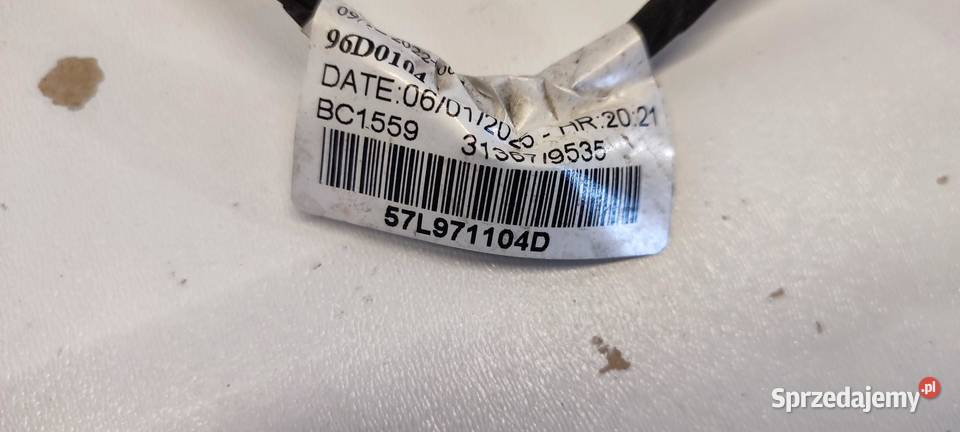 96D0104
DATE:06/01/2025 - HR:20:21
BC1559
57L971104D
Sprzedajemy.pl